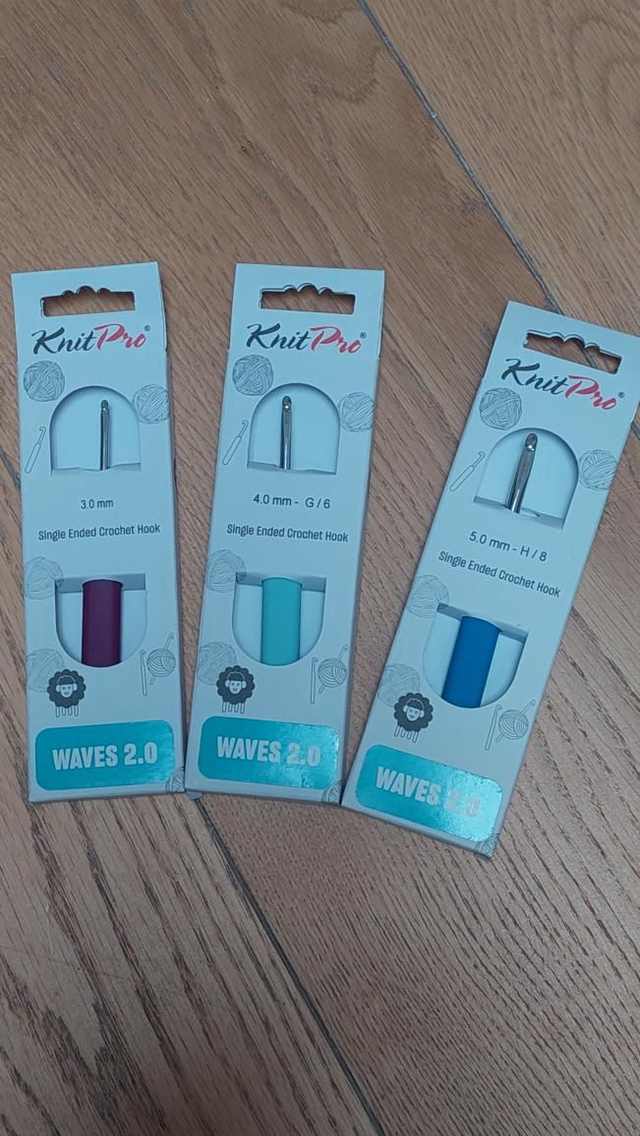 KnitPro®
3.0 mm
Single Ended Crochet Hook
WAVES 2.0
KnitPro®
4.0 mm - G / 6
Single Ended Crochet Hook
WAVES 2.0
KnitPro®
5.0 mm - H / 8
Single Ended Crochet Hook
WAVES 2.0